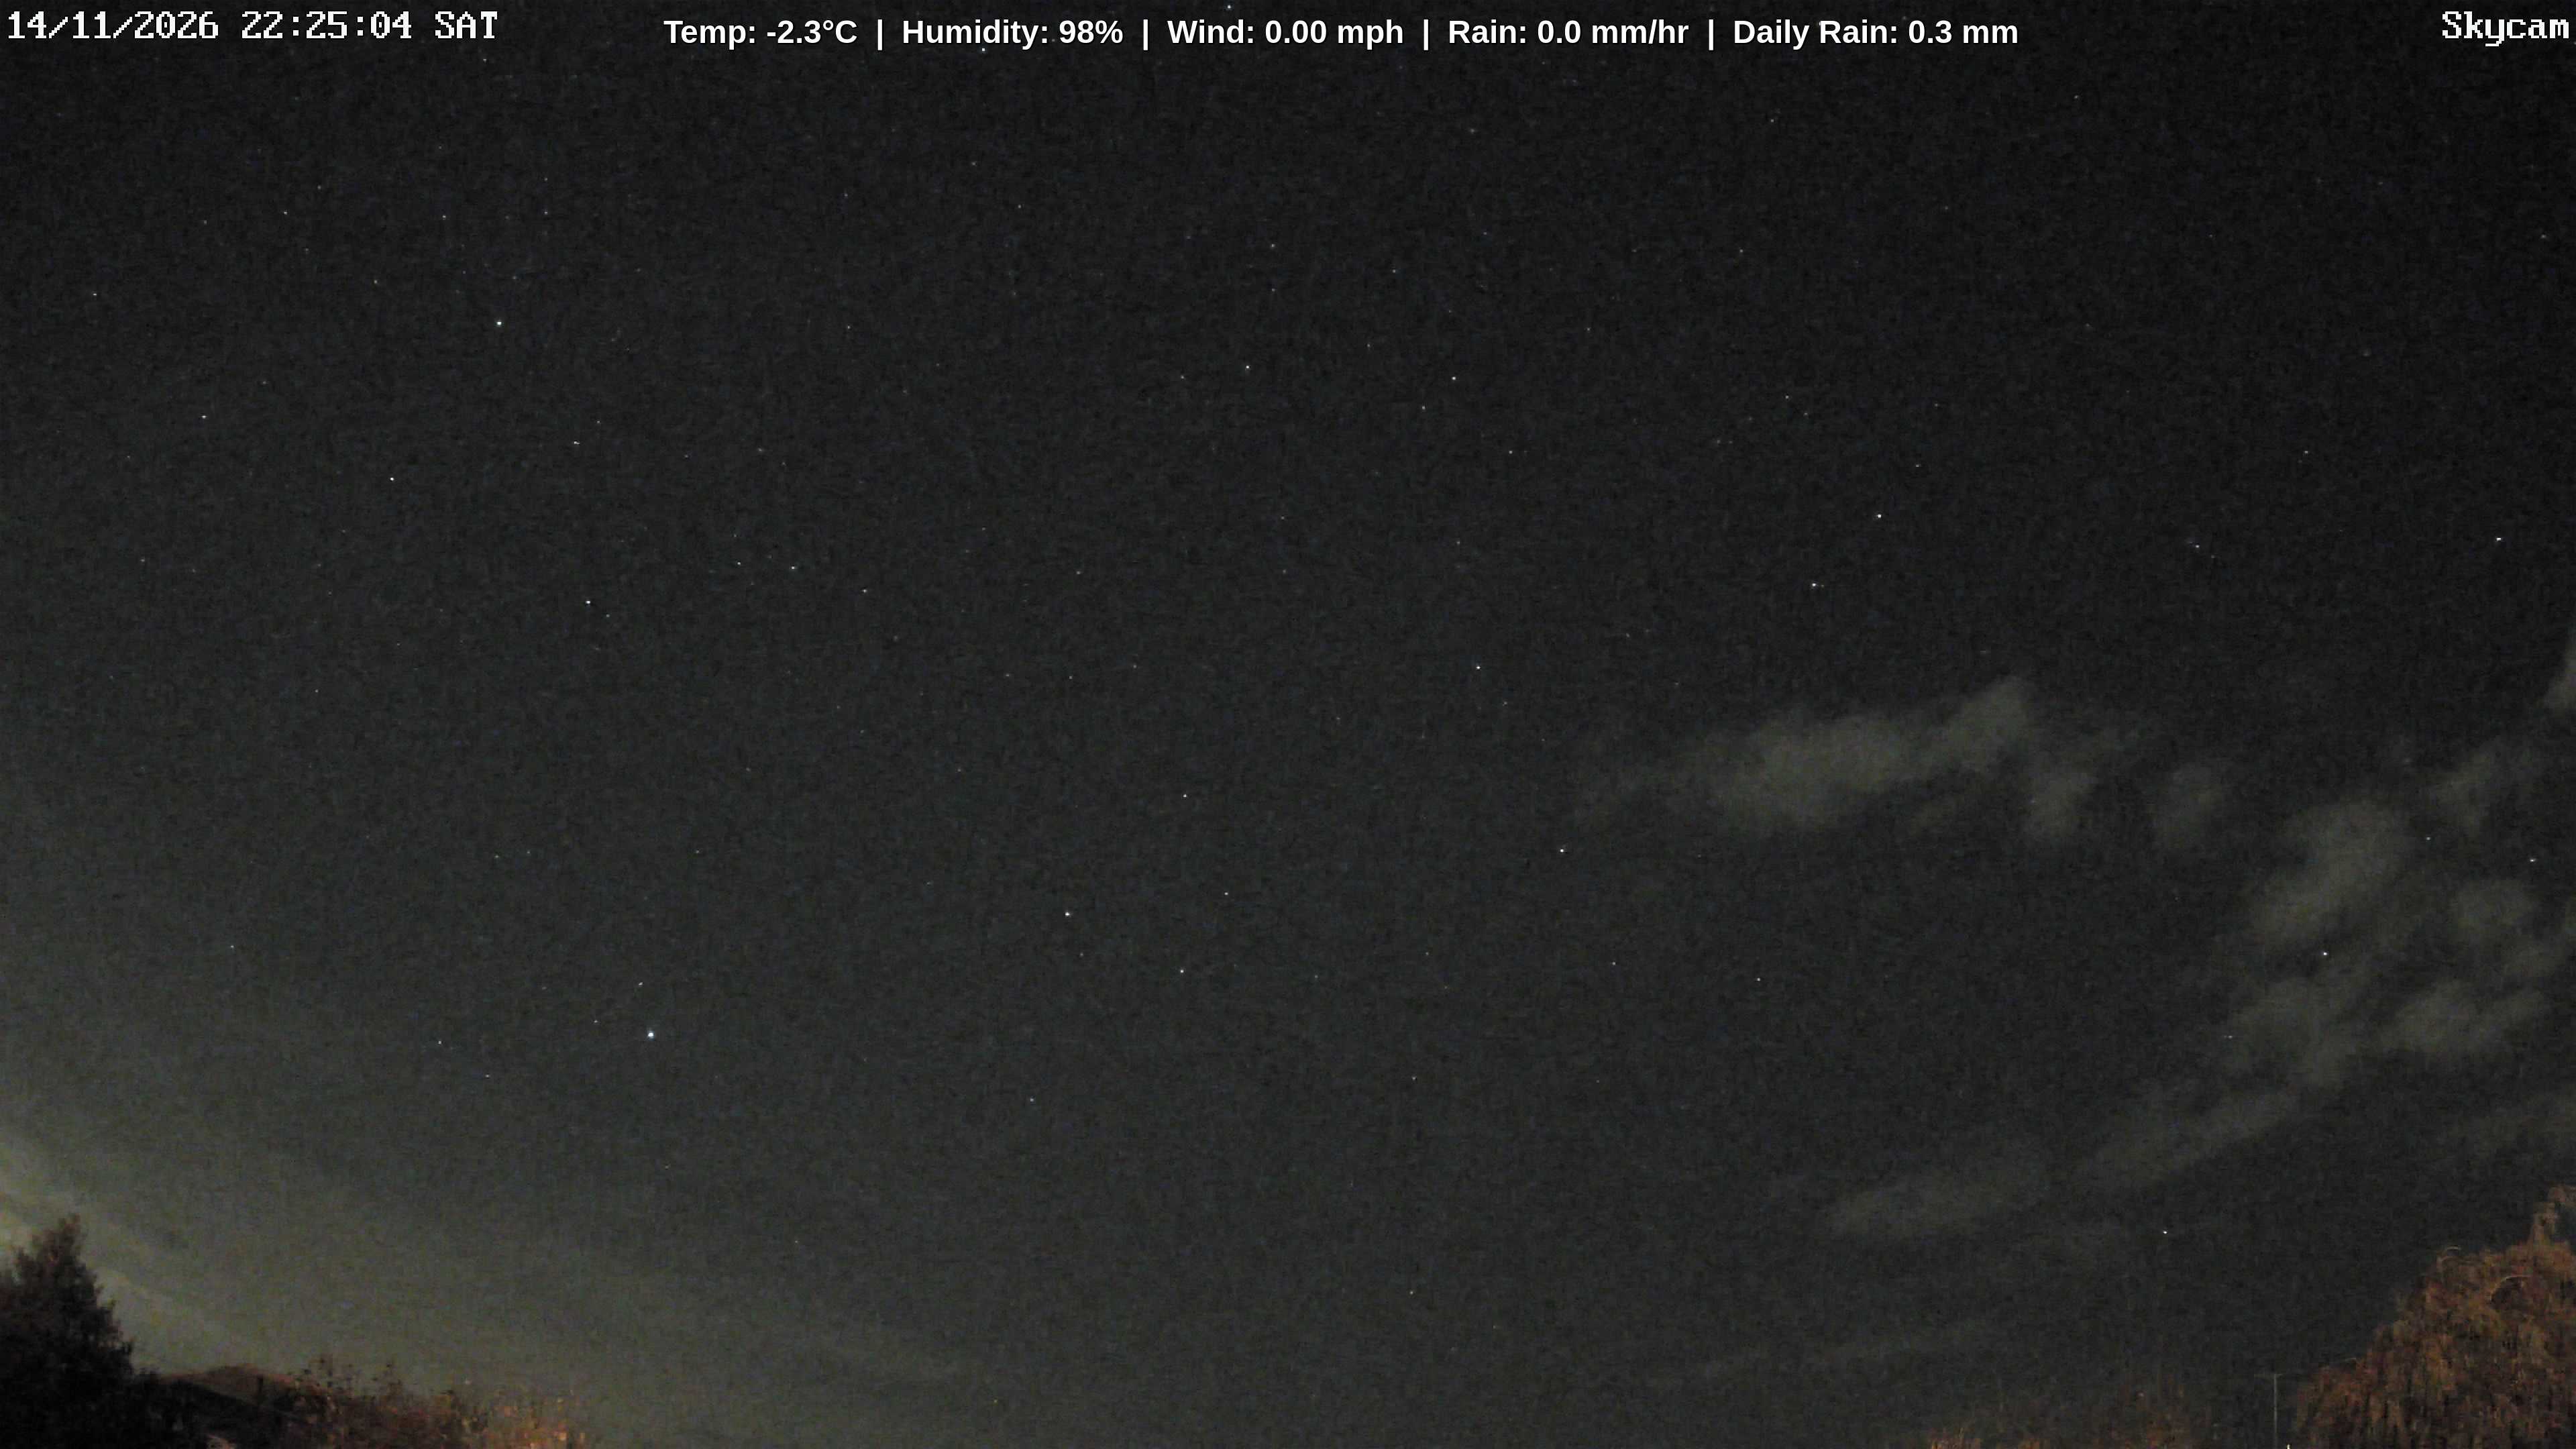 14/11/2026 22:25:04 SAT
Temp: -2.3°C | Humidity: 98% | Wind: 0.00 mph | Rain: 0.0 mm/hr | Daily Rain: 0.3 mm
Skycam